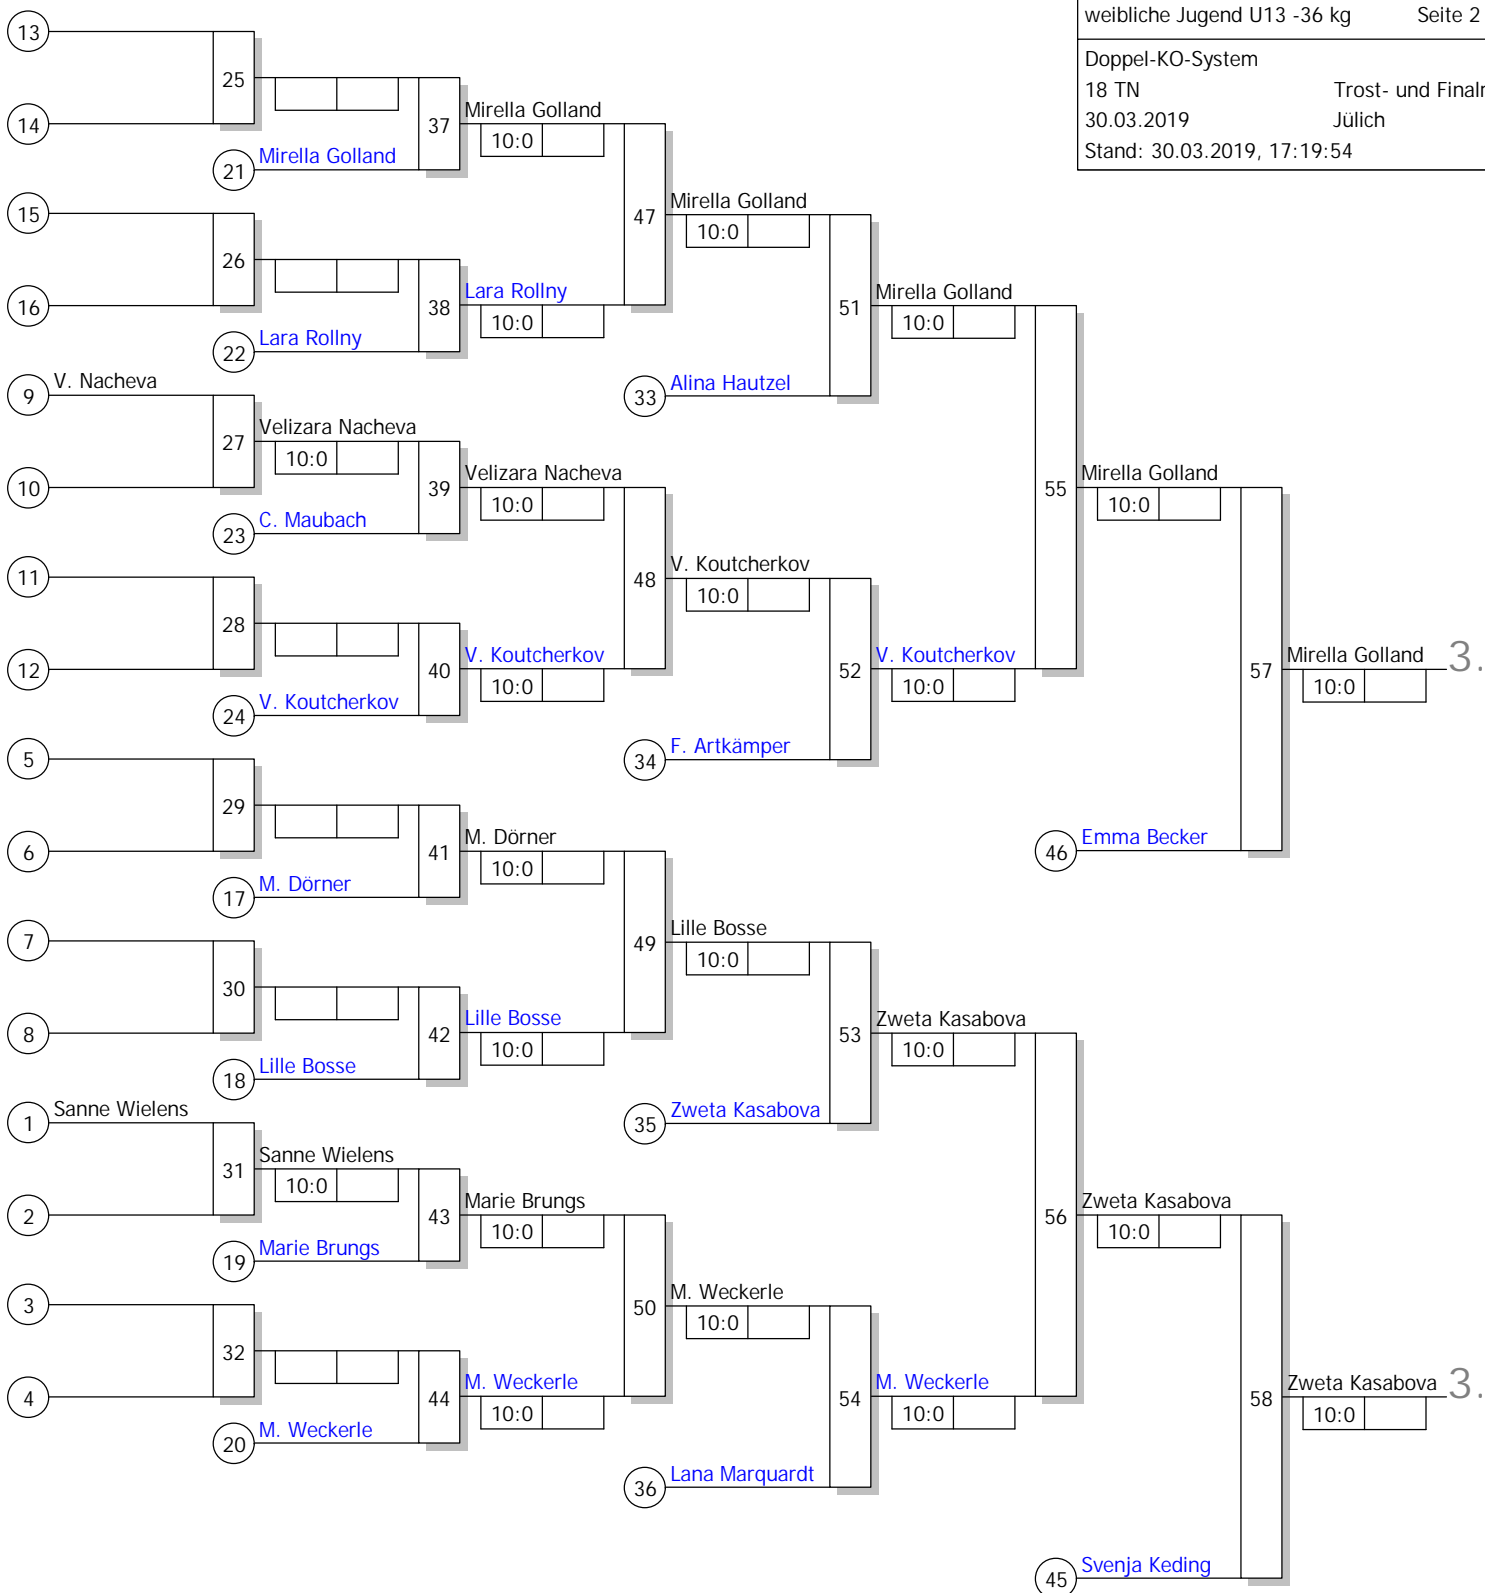 weibliche Jugend U13 -36 kg Seite 2
Doppel-KO-System
18 TN Trost- und Finalr
30.03.2019 Jülich
Stand: 30.03.2019, 17:19:54
13
25
14
37
Mirella Golland
10:0
21
Mirella Golland
15
47
Mirella Golland
10:0
26
16
38
Lara Rollny
10:0
51
Mirella Golland
10:0
22
Lara Rollny
9
V. Nacheva
33
Alina Hautzel
27
Velizara Nacheva
10:0
10
39
Velizara Nacheva
10:0
55
Mirella Golland
10:0
23
C. Maubach
11
48
V. Koutcherkov
10:0
28
12
40
V. Koutcherkov
10:0
52
V. Koutcherkov
10:0
57
Mirella Golland
3.
10:0
24
V. Koutcherkov
5
34
F. Artkämper
29
6
41
M. Dörner
10:0
46
Emma Becker
17
M. Dörner
7
49
Lille Bosse
10:0
30
8
42
Lille Bosse
10:0
53
Zweta Kasabova
10:0
18
Lille Bosse
1
Sanne Wielens
35
Zweta Kasabova
31
Sanne Wielens
10:0
2
43
Marie Brungs
10:0
56
Zweta Kasabova
10:0
19
Marie Brungs
3
50
M. Weckerle
10:0
32
4
44
M. Weckerle
10:0
54
M. Weckerle
10:0
58
Zweta Kasabova
3.
10:0
20
M. Weckerle
36
Lana Marquardt
45
Svenja Keding